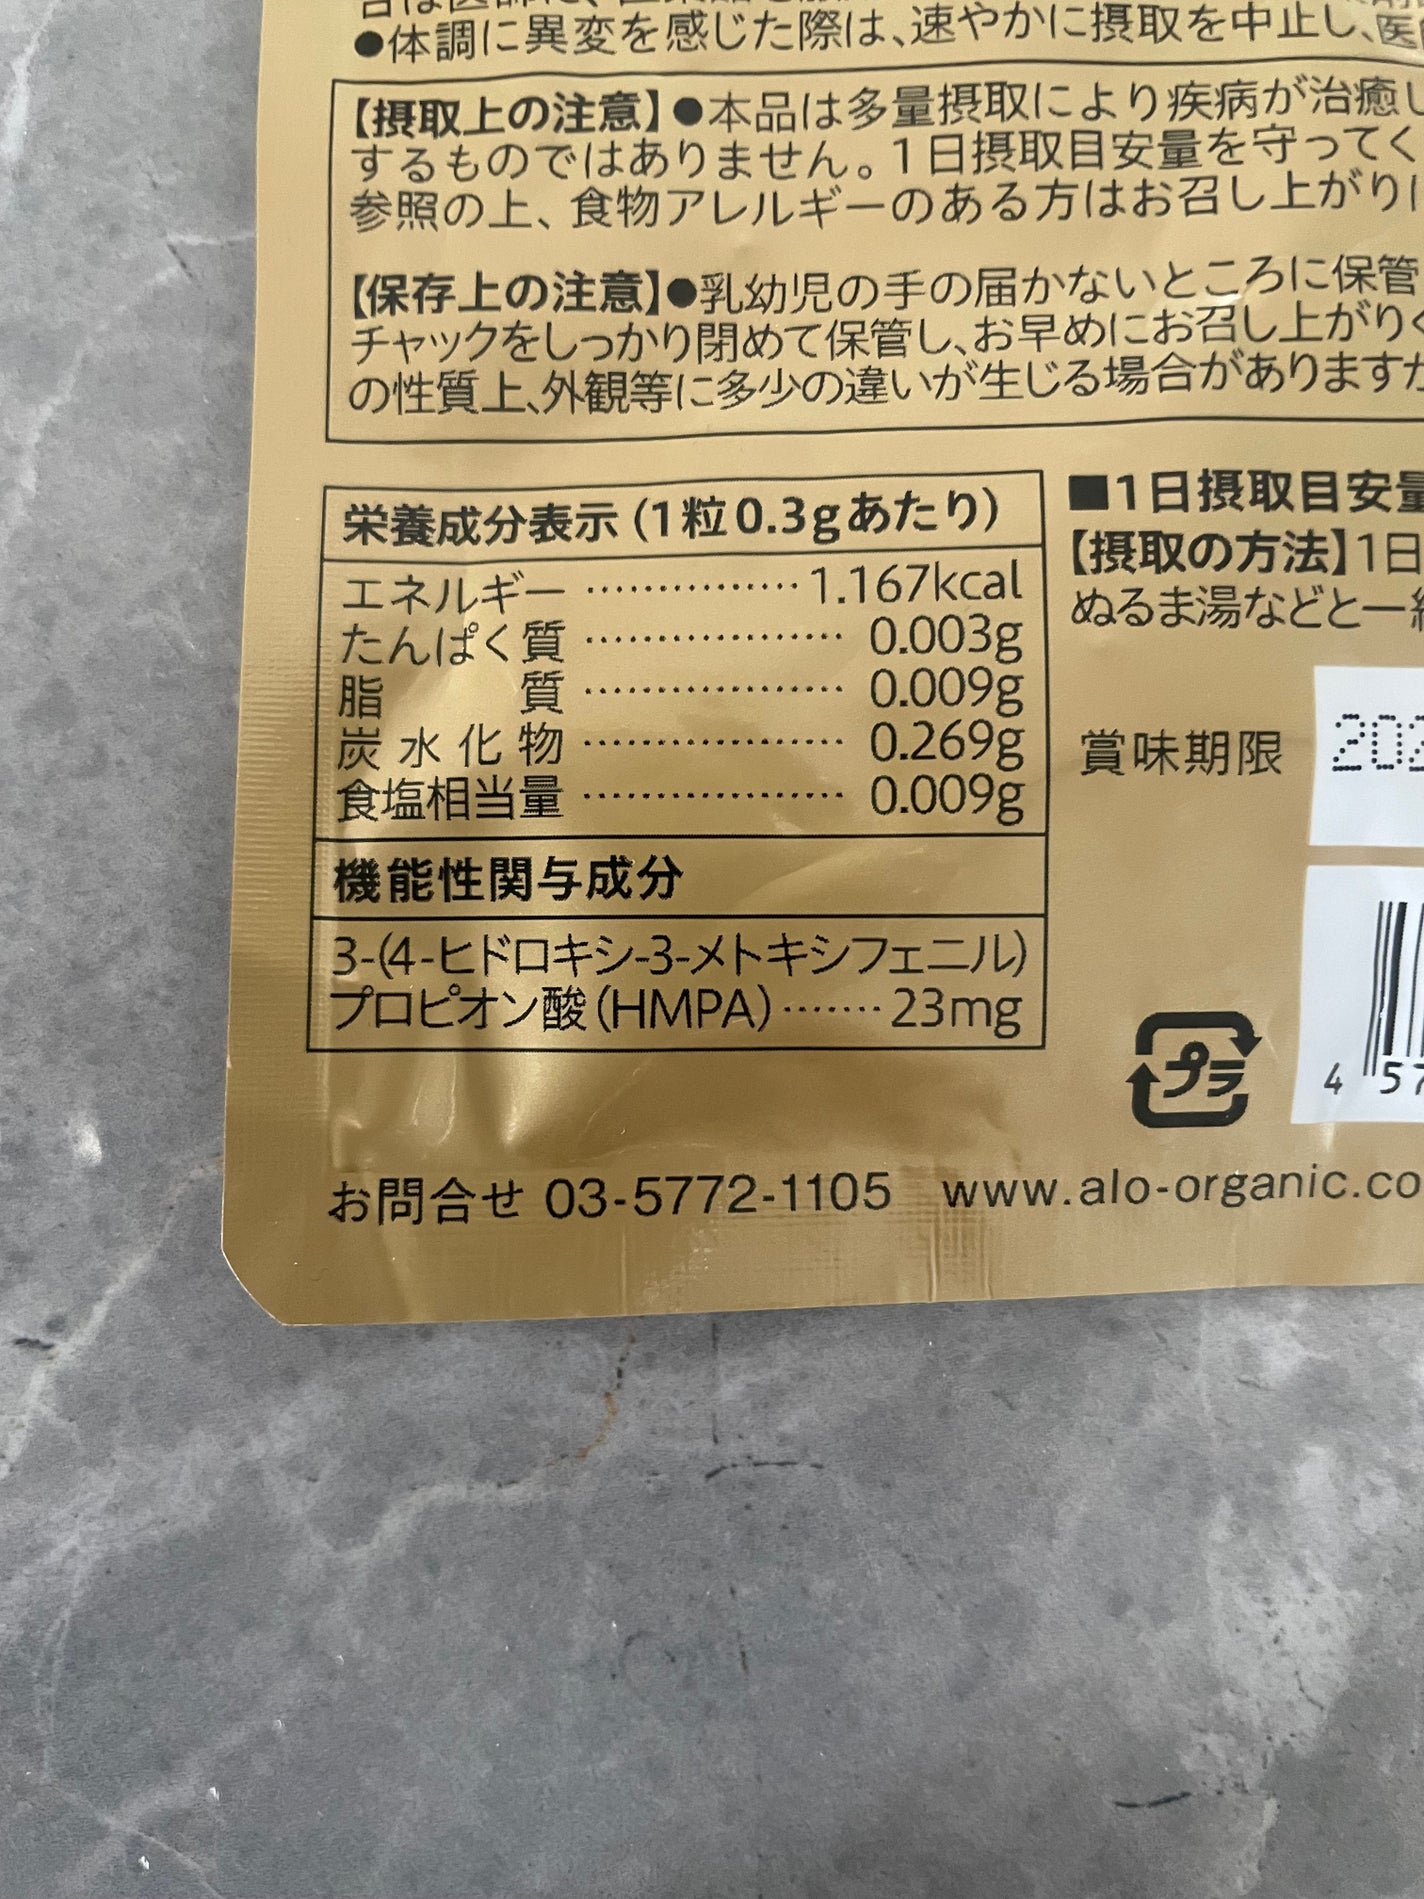 ●体調に異変を感じた際は、速やかに摂取を中止し、医
【摂取上の注意】●本品は多量摂取により疾病が治癒し
するものではありません。1日摂取目安量を守ってく
参照の上、食物アレルギーのある方はお召し上がりに
【保存上の注意】●乳幼児の手の届かないところに保管
チャックをしっかり閉めて保管し、お早めにお召し上がりく
の性質上、外観等に多少の違いが生じる場合がありますが
栄養成分表示(1粒0.3gあたり)
エネルギー ……………1.167kcal
たんぱく質 ……………… 0.003g
脂　質 ……………… 0.009g
炭水化物 ……………… 0.269g
食塩相当量 ……………… 0.009g
機能性関与成分
3-(4-ヒドロキシ-3-メトキシフェニル)
プロピオン酸(HMPA)……23mg
■1日摂取目安量
【摂取の方法】1日
ぬるま湯などと一緒
賞味期限 202
プラ
4 57
お問合せ 03-5772-1105 www.alo-organic.co